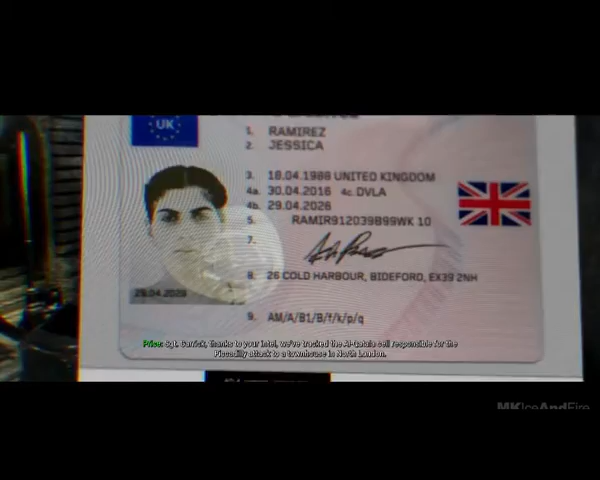 UK
1. RAMIREZ
2. JESSICA
3. 18.04.1988 UNITED KINGDOM
4a. 30.04.2016 4c. DVLA
4b. 29.04.2026
5. RAMIR912039B99WK 10
7.
8. 26 COLD HARBOUR, BIDEFORD, EX39 2NH
29.04.2026
9. AM/A/B1/B/f/k/p/q
Price: Sgt. Garrick, thanks to your intel, we've tracked the Al-Qatala cell responsible for the
Piccadilly attack to a townhouse in North London.
MKIceAndFire